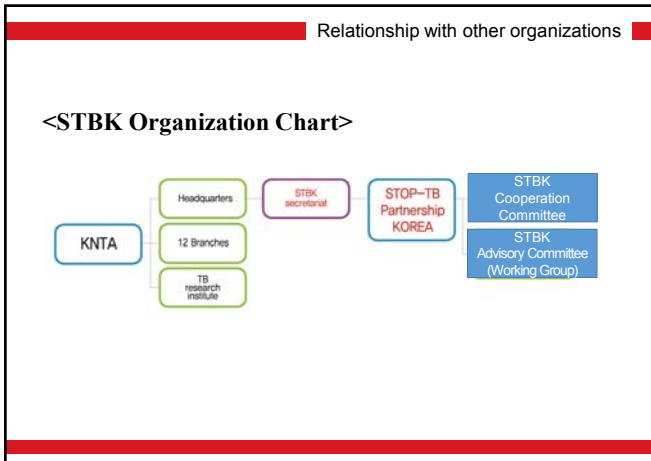 Relationship with other organizations
<STBK Organization Chart>
KNTA
Headquarters
12 Branches
TB
research
institute
STBK
secretariat
STOP-TB
Partnership
KOREA
STBK
Cooperation
Committee
STBK
Advisory Committee
(Working Group)